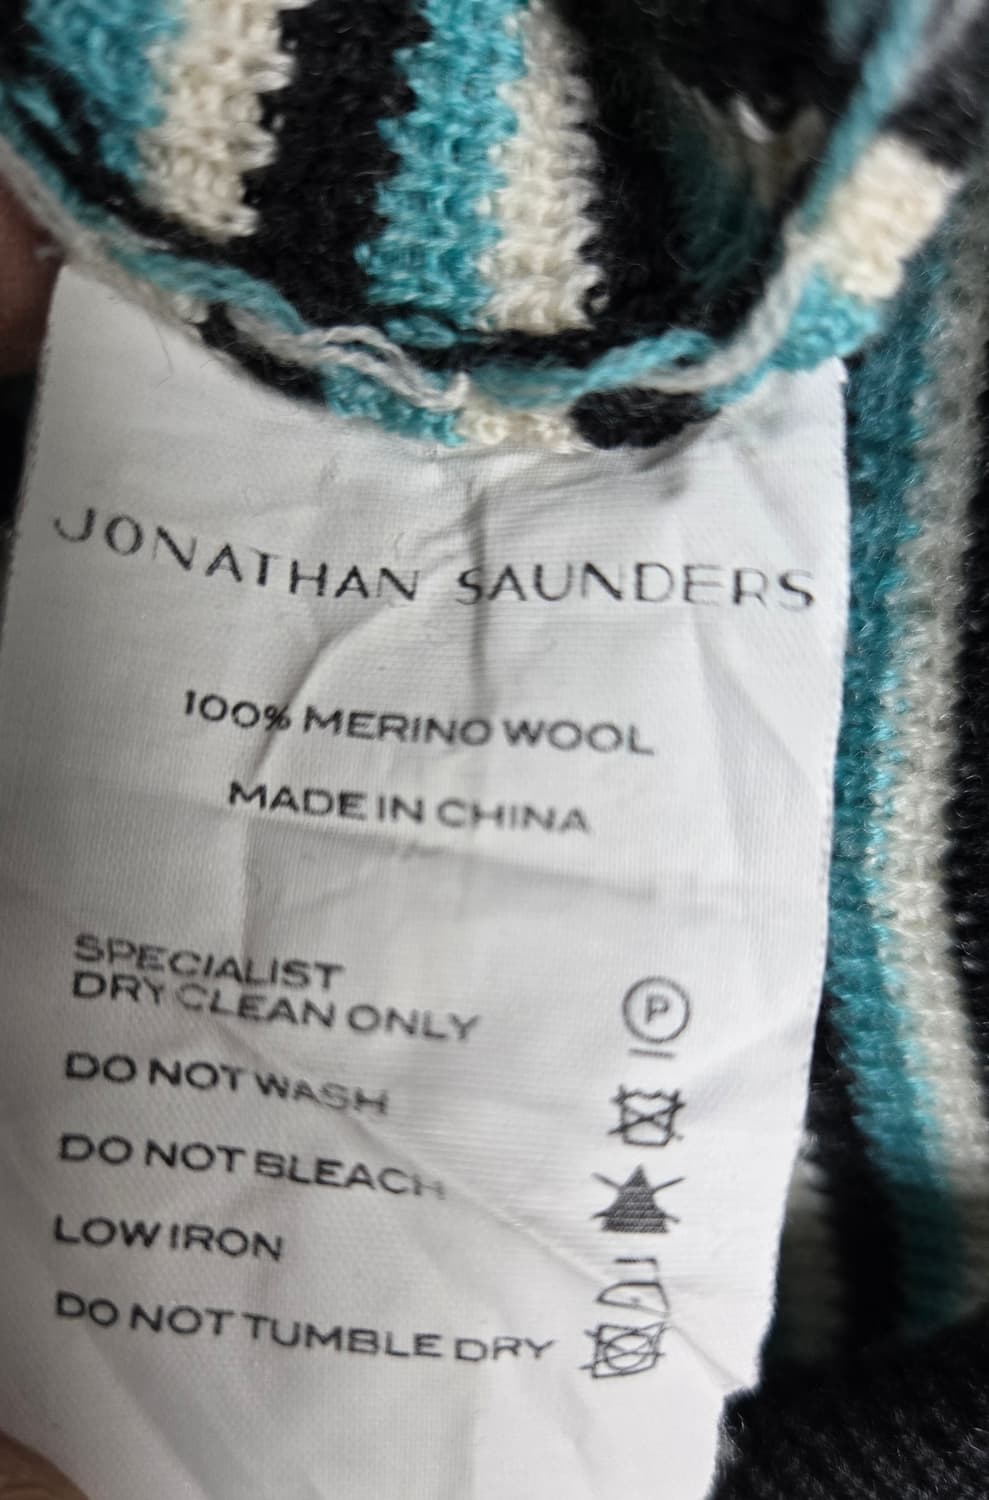 JONATHAN SAUNDERS
100% MERINO WOOL
MADE IN CHINA
SPECIALIST
DRY CLEAN ONLY
P
DO NOT WASH
DO NOT BLEACH
LOW IRON
DO NOT TUMBLE DRY